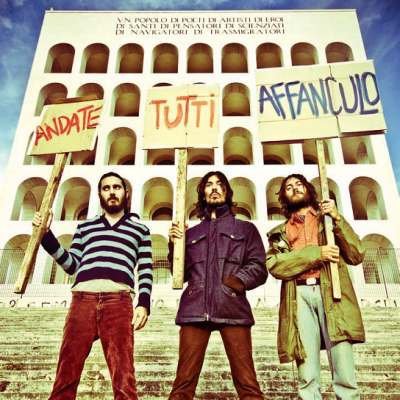 VN POPOLO DI POETI DI ARTISTI DI EROI
DI SANTI DI PENSATORI DI SCIENZIATI
DI NAVIGATORI DI TRASMIGRATORI
ANDATE
TUTTI
AFFANCULO